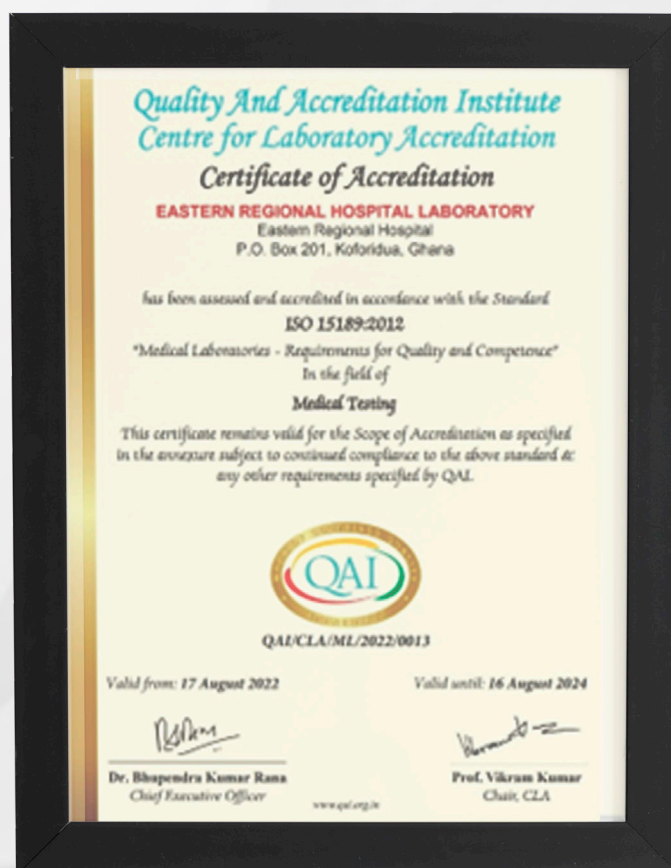 Quality And Accreditation Institute
Centre for Laboratory Accreditation
Certificate of Accreditation
EASTERN REGIONAL HOSPITAL LABORATORY
Eastern Regional Hospital
P.O. Box 201, Koforidua, Ghana
has been assessed and accredited in accordance with the Standard
ISO 15189:2012
"Medical Laboratories - Requirements for Quality and Competence"
In the field of
Medical Testing
This certificate remains valid for the Scope of Accreditation as specified
in the annexure subject to continued compliance to the above standard &
any other requirements specified by QAI.
QAI
QAI/CLA/ML/2022/0013
Valid from: 17 August 2022
Valid until: 16 August 2024
Dr. Bhupendra Kumar Rana
Prof. Vikram Kumar
Chief Executive Officer
Chair, CLA
www.qai.org.in